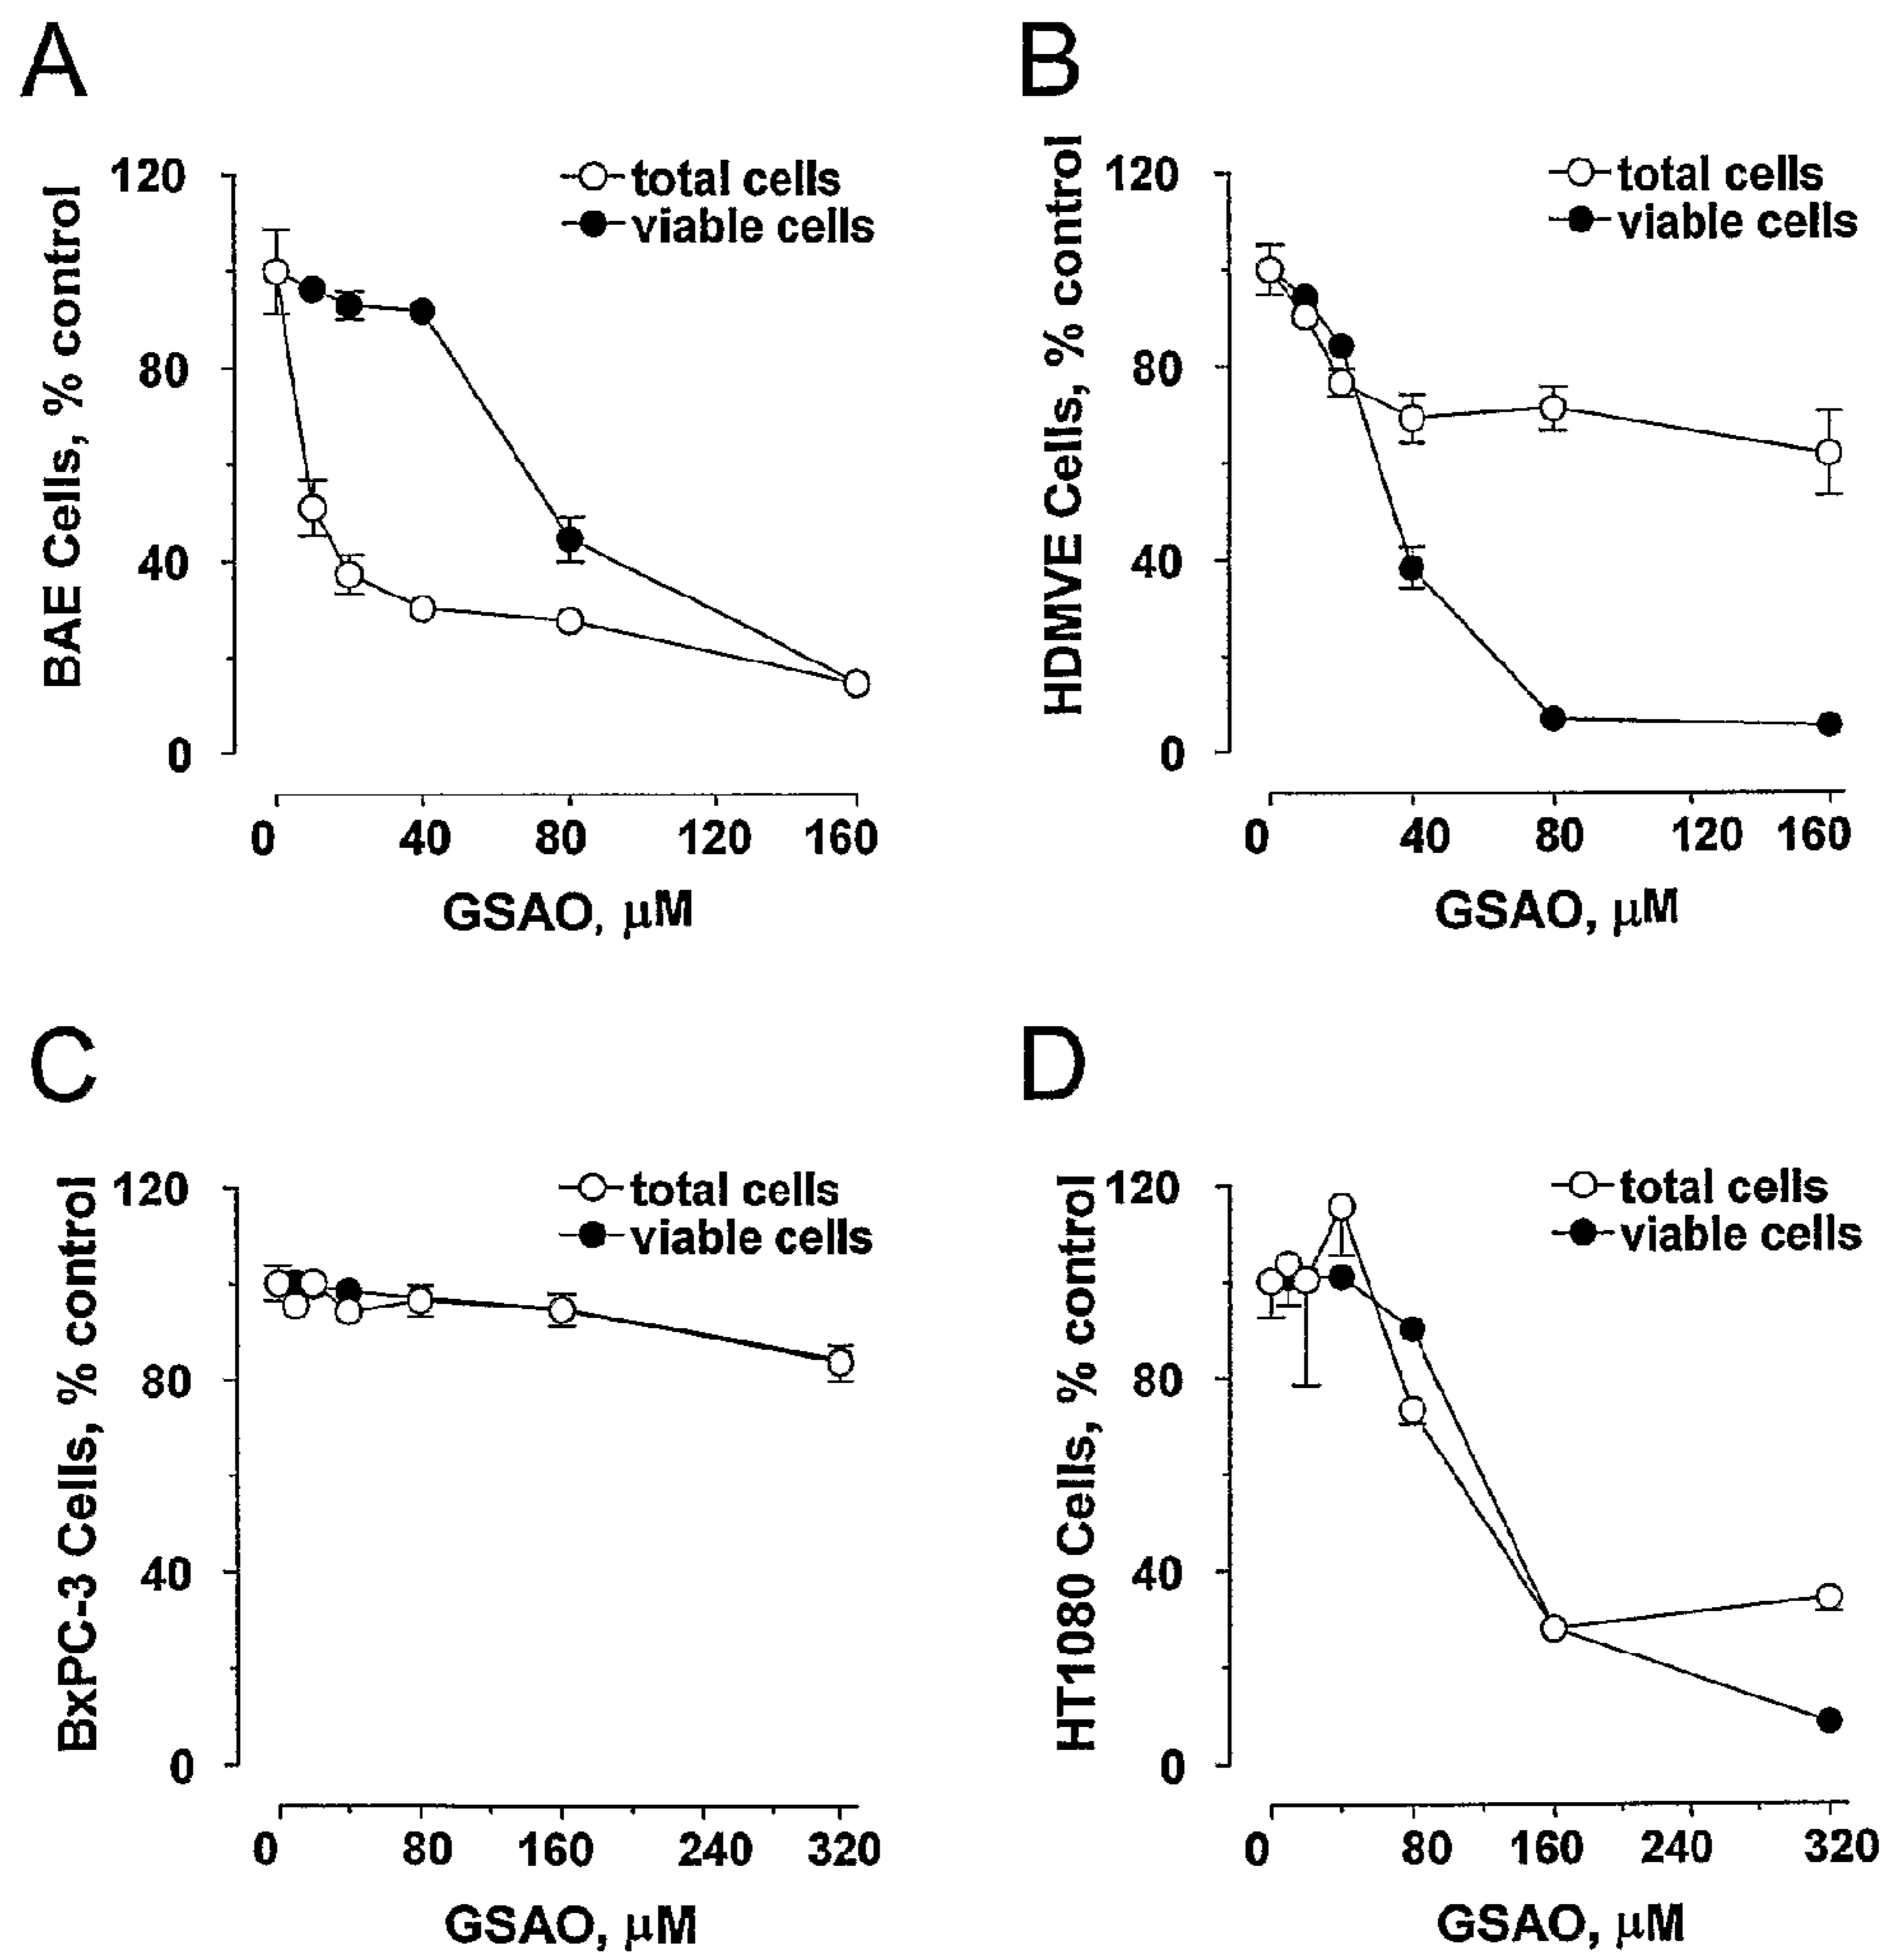 A
BAE Cells, % control
120
80
40
0
total cells
viable cells
0 40 80 120 160
GSAO, μM
B
HDMVE Cells, % control
120
80
40
0
total cells
viable cells
0 40 80 120 160
GSAO, μM
C
BxPC-3 Cells, % control
120
80
40
0
total cells
viable cells
0 80 160 240 320
GSAO, μM
D
HT1080 Cells, % control
120
80
40
0
total cells
viable cells
0 80 160 240 320
GSAO, μM